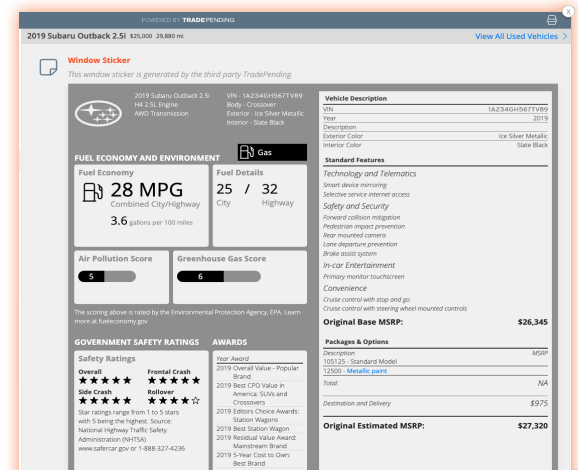 POWERED BY TRADEPENDING
X
2019 Subaru Outback 2.5i $25,000 29,880 mi
View All Used Vehicles >
Window Sticker
This window sticker is generated by the third party TradePending.
2019 Subaru Outback 2.5i
H4 2.5L Engine
AWD Transmission
VIN - 1A234GH567TV89
Body - Crossover
Exterior - Ice Silver Metallic
Interior - Slate Black
FUEL ECONOMY AND ENVIRONMENT
Gas
Fuel Economy
28 MPG
Combined City/Highway
3.6 gallons per 100 miles
Fuel Details
25 / 32
City Highway
Air Pollution Score
5
Greenhouse Gas Score
6
The scoring above is rated by the Environmental Protection Agency, EPA. Learn
more at fueleconomy.gov
GOVERNMENT SAFETY RATINGS
Safety Ratings
Overall
Frontal Crash
Side Crash
Rollover
Star ratings range from 1 to 5 stars
with 5 being the highest. Source:
National Highway Traffic Safety
Administration (NHTSA)
www.safercar.gov or 1-888-327-4236
AWARDS
Year Award
2019 Overall Value - Popular
Brand
2019 Best CPO Value in
America: SUVs and
Crossovers
2019 Editors Choice Awards:
Station Wagons
2019 Best Station Wagon
2019 Residual Value Award:
Mainstream Brand
2019 5-Year Cost to Own:
Best Brand
Vehicle Description
VIN 1A234GH567TV89
Year 2019
Description
Exterior Color Ice Silver Metallic
Interior Color Slate Black
Standard Features
Technology and Telematics
Smart device mirroring
Selective service internet access
Safety and Security
Forward collision mitigation
Pedestrian impact prevention
Rear mounted camera
Lane departure prevention
Brake assist system
In-car Entertainment
Primary monitor touchscreen
Convenience
Cruise control with stop and go
Cruise control with steering wheel mounted controls
Original Base MSRP: $26,345
Packages & Options
Description MSRP
105125 - Standard Model
12500 - Metallic paint
Total: NA
Destination and Delivery $975
Original Estimated MSRP: $27,320